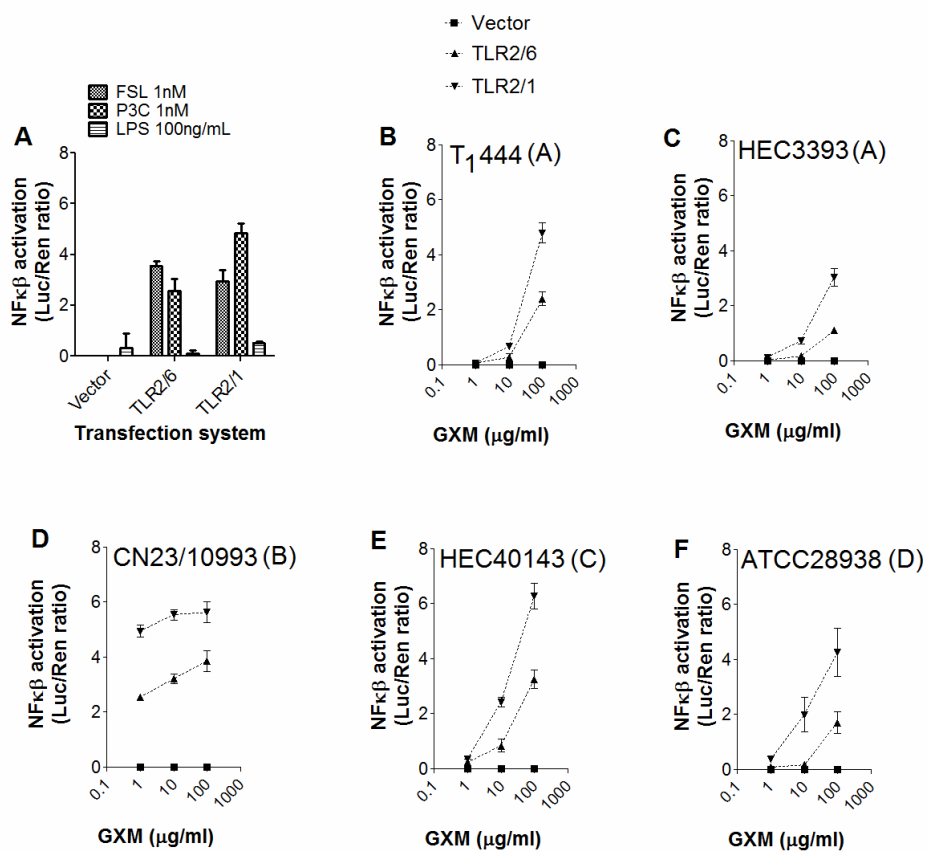 Vector
TLR2/6
TLR2/1
FSL 1nM
P3C 1nM
LPS 100ng/mL
A
NFκβ activation
(Luc/Ren ratio)
8
6
4
2
0
Vector
TLR2/6
TLR2/1
Transfection system
B
T₁444 (A)
NFκβ activation
(Luc/Ren ratio)
8
6
4
2
0
0.1
1
10
100
1000
GXM (μg/ml)
C
HEC3393 (A)
NFκβ activation
(Luc/Ren ratio)
8
6
4
2
0
0.1
1
10
100
1000
GXM (μg/ml)
D
CN23/10993 (B)
NFκβ activation
(Luc/Ren ratio)
8
6
4
2
0
0.1
1
10
100
1000
GXM (μg/ml)
E
HEC40143 (C)
NFκβ activation
(Luc/Ren ratio)
8
6
4
2
0
0.1
1
10
100
1000
GXM (μg/ml)
F
ATCC28938 (D)
NFκβ activation
(Luc/Ren ratio)
8
6
4
2
0
0.1
1
10
100
1000
GXM (μg/ml)